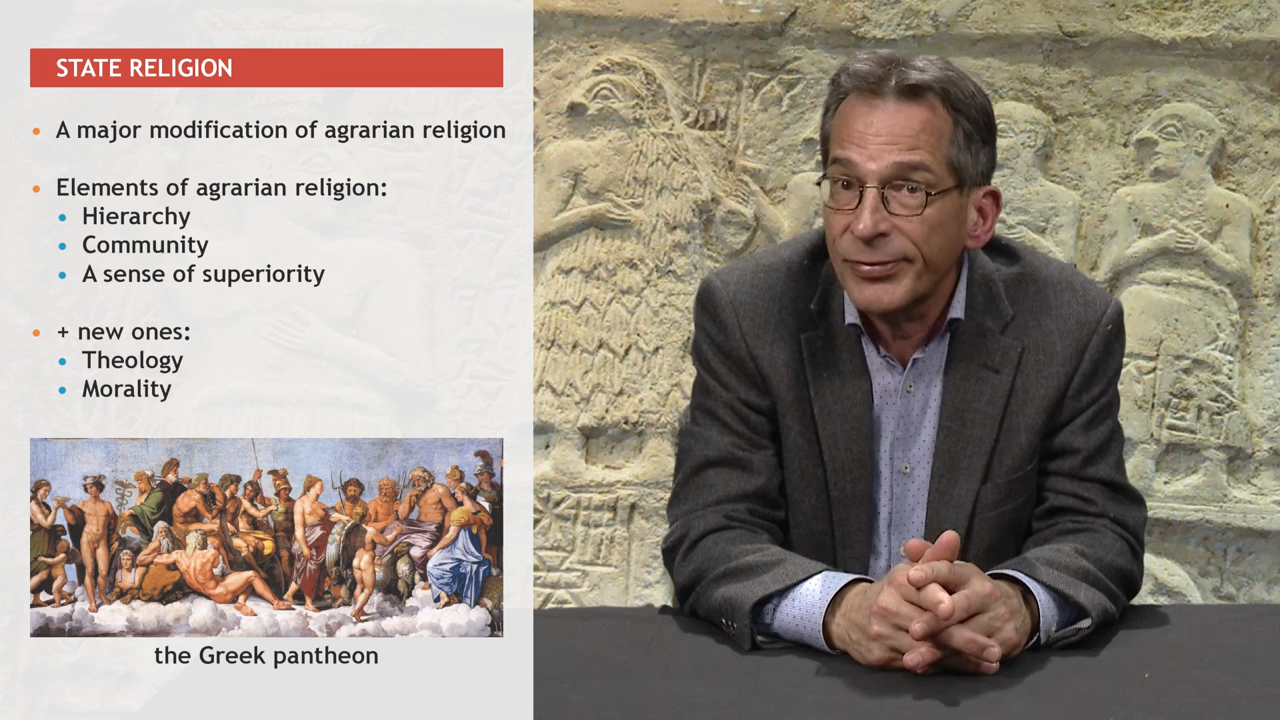 STATE RELIGION
• A major modification of agrarian religion
• Elements of agrarian religion:
• Hierarchy
• Community
• A sense of superiority
• + new ones:
• Theology
• Morality
the Greek pantheon